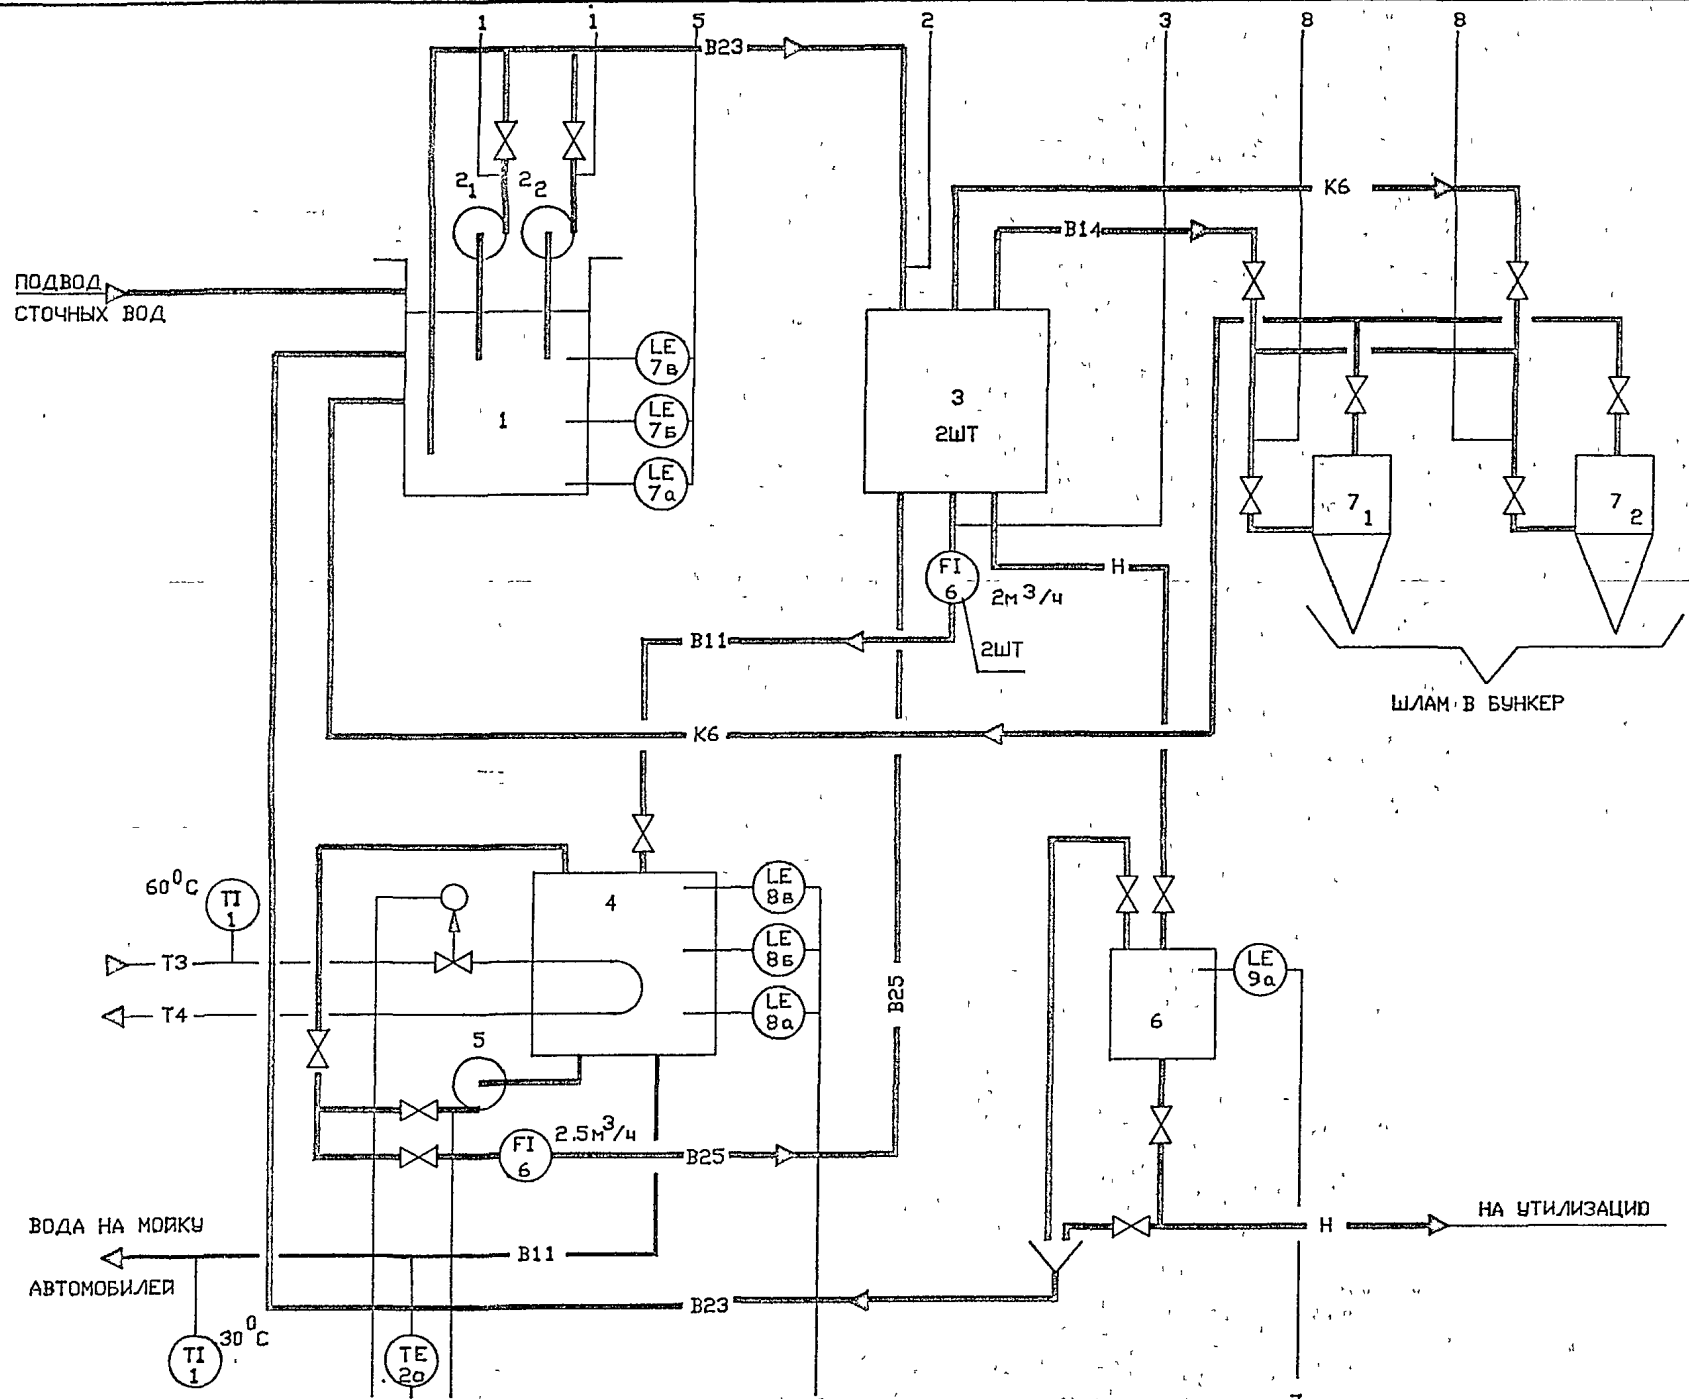 1
1
5
2
3
8
8
В23
2 1
2 2
К6
В14
ПОДВОД
СТОЧНЫХ ВОД
LE
7в
LE
7Б
LE
7а
1
3
2ШТ
7 1
7 2
FI
6
2м³/ч
2ШТ
Н
В11
ШЛАМ В БУНКЕР
К6
60⁰С
TI
1
4
LE
8в
LE
8Б
LE
8а
Т3
Т4
5
LE
9а
6
В25
FI
6
2.5м³/ч
В25
НА УТИЛИЗАЦИЮ
Н
ВОДА НА МОЙКУ
АВТОМОБИЛЕЙ
В11
В23
30⁰С
TI
1
TE
2а